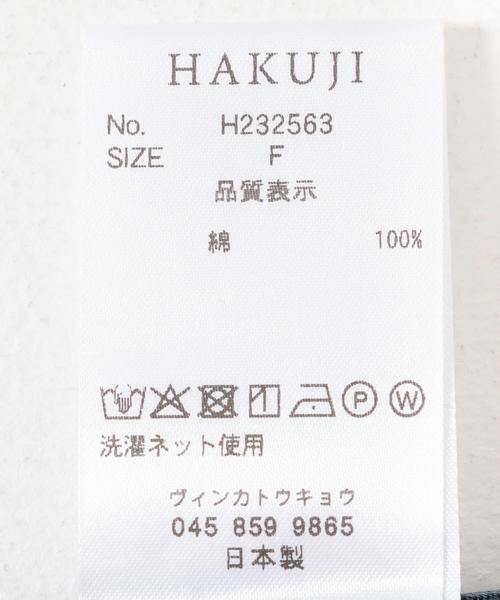 HAKUJI
No. H232563
SIZE F
品質表示
綿 100%
P W
洗濯ネット使用
ヴィンカトウキョウ
045 859 9865
日本製